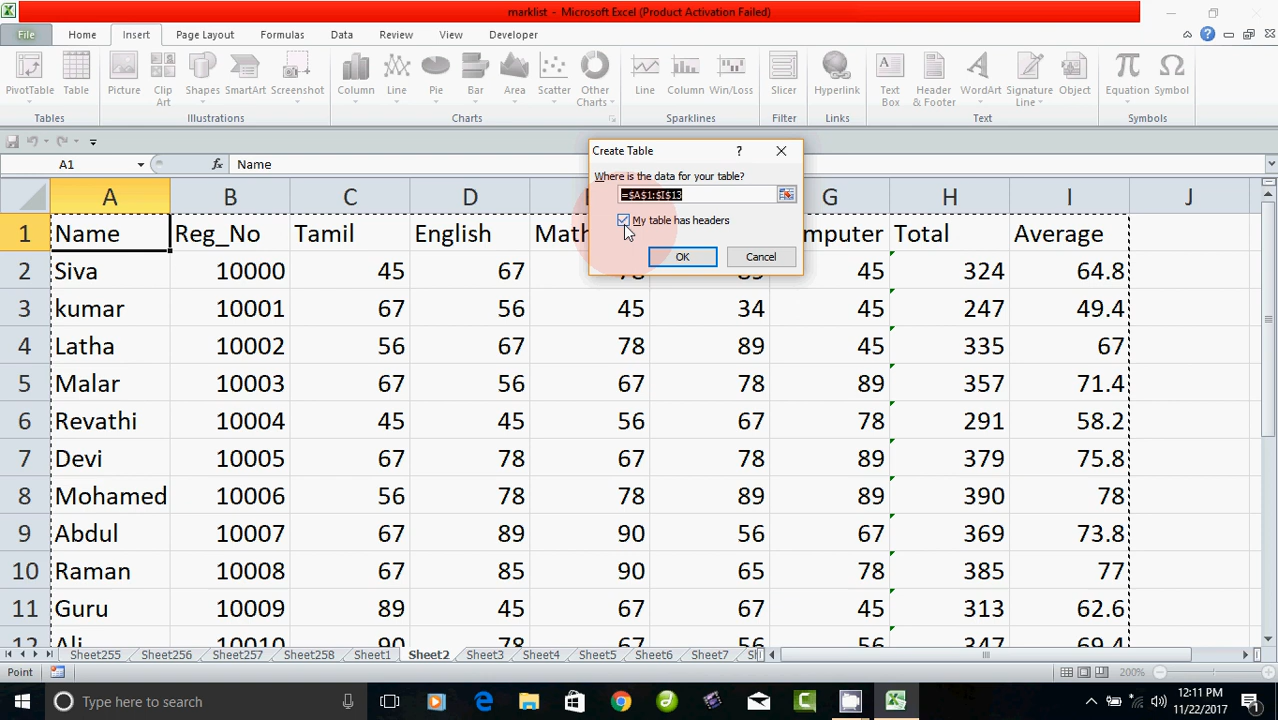 marklist - Microsoft Excel (Product Activation Failed)
File Home Insert Page Layout Formulas Data Review View Developer
PivotTable Table Picture Clip Art Shapes SmartArt Screenshot Column Line Pie Bar Area Scatter Other Charts Line Column Win/Loss Slicer Hyperlink Text Box Header & Footer WordArt Signature Line Object Equation Symbol
Tables Illustrations Charts Sparklines Filter Links Text Symbols
A1 fx Name
Create Table ?
Where is the data for your table?
=$A$1:$I$13
My table has headers
OK Cancel
A B C D G H I J
1 Name Reg_No Tamil English Math mputer Total Average
2 Siva 10000 45 67 45 324 64.8
3 kumar 10001 67 56 45 34 45 247 49.4
4 Latha 10002 56 67 78 89 45 335 67
5 Malar 10003 67 56 67 78 89 357 71.4
6 Revathi 10004 45 45 56 67 78 291 58.2
7 Devi 10005 67 78 67 78 89 379 75.8
8 Mohamed 10006 56 78 78 89 89 390 78
9 Abdul 10007 67 89 90 56 67 369 73.8
10 Raman 10008 67 85 90 65 78 385 77
11 Guru 10009 89 45 67 67 45 313 62.6
12 Ali 10010 90 78 67 56 56 347 69.4
Sheet255 Sheet256 Sheet257 Sheet258 Sheet1 Sheet2 Sheet3 Sheet4 Sheet5 Sheet6 Sheet7
Point 200%
Type here to search 12:11 PM
11/22/2017